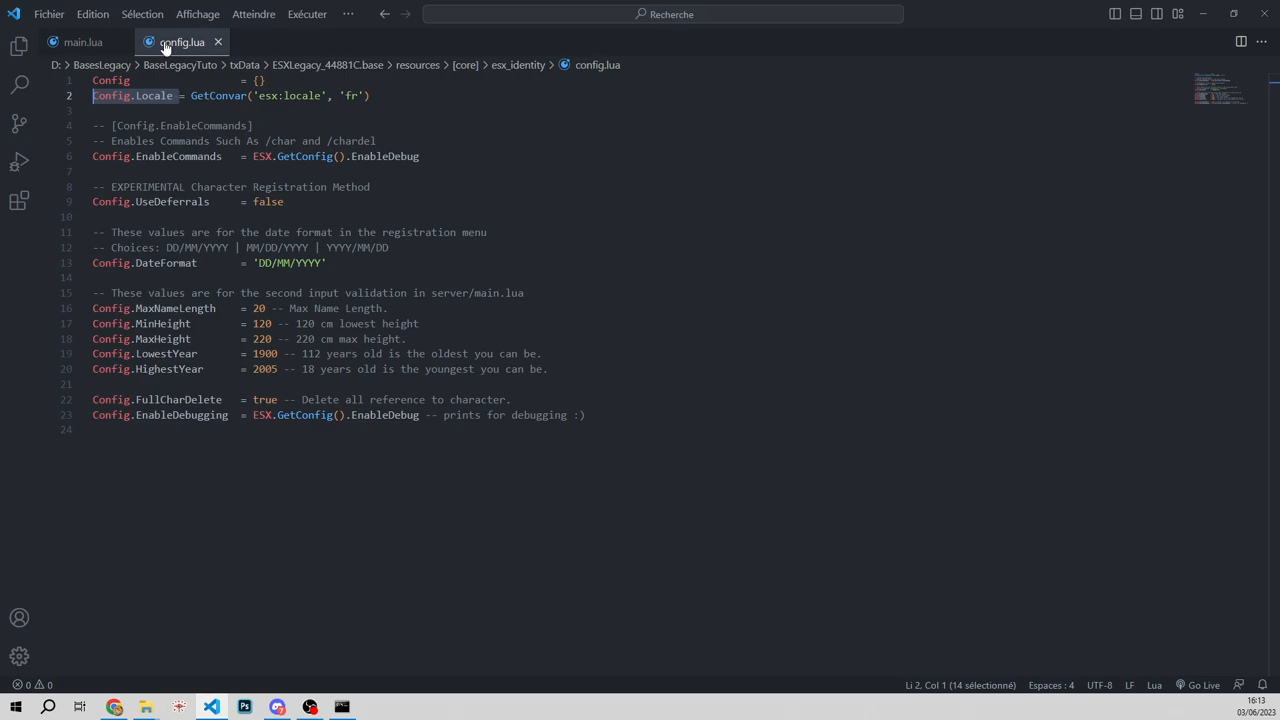 Fichier Edition Sélection Affichage Atteindre Exécuter ··· Recherche
main.lua config.lua
D: > BasesLegacy > BaseLegacyTuto > txData > ESXLegacy_44881C.base > resources > [core] > esx_identity > config.lua
1 Config = {}
2 Config.Locale = GetConvar('esx:locale', 'fr')
3
4 -- [Config.EnableCommands]
5 -- Enables Commands Such As /char and /chardel
6 Config.EnableCommands = ESX.GetConfig().EnableDebug
7
8 -- EXPERIMENTAL Character Registration Method
9 Config.UseDeferrals = false
10
11 -- These values are for the date format in the registration menu
12 -- Choices: DD/MM/YYYY | MM/DD/YYYY | YYYY/MM/DD
13 Config.DateFormat = 'DD/MM/YYYY'
14
15 -- These values are for the second input validation in server/main.lua
16 Config.MaxNameLength = 20 -- Max Name Length.
17 Config.MinHeight = 120 -- 120 cm lowest height
18 Config.MaxHeight = 220 -- 220 cm max height.
19 Config.LowestYear = 1900 -- 112 years old is the oldest you can be.
20 Config.HighestYear = 2005 -- 18 years old is the youngest you can be.
21
22 Config.FullCharDelete = true -- Delete all reference to character.
23 Config.EnableDebugging = ESX.GetConfig().EnableDebug -- prints for debugging :)
24
0 0 Li 2, Col 1 (14 sélectionné) Espaces : 4 UTF-8 LF Lua Go Live
Ps 16:13
03/06/2023